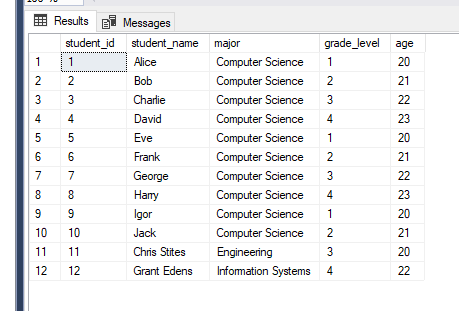 Results Messages
student_id student_name major grade_level age
1 1 Alice Computer Science 1 20
2 2 Bob Computer Science 2 21
3 3 Charlie Computer Science 3 22
4 4 David Computer Science 4 23
5 5 Eve Computer Science 1 20
6 6 Frank Computer Science 2 21
7 7 George Computer Science 3 22
8 8 Harry Computer Science 4 23
9 9 Igor Computer Science 1 20
10 10 Jack Computer Science 2 21
11 11 Chris Stites Engineering 3 20
12 12 Grant Edens Information Systems 4 22